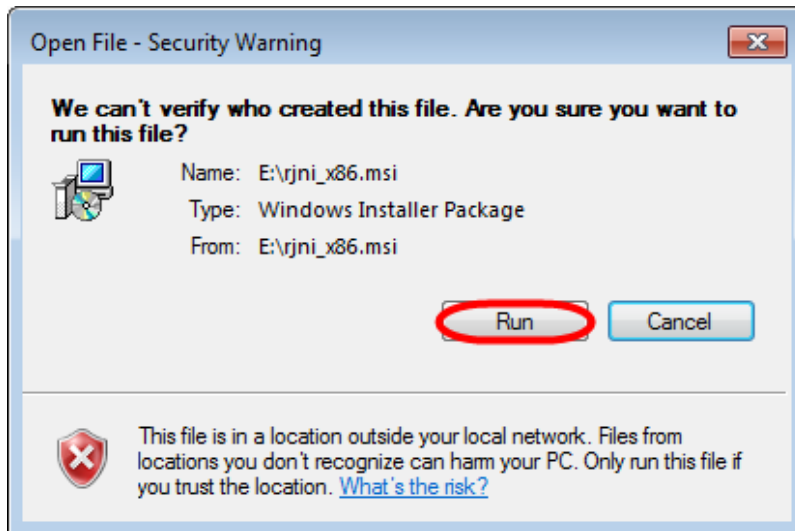 Open File - Security Warning
We can't verify who created this file. Are you sure you want to
run this file?
Name: E:\rjni_x86.msi
Type: Windows Installer Package
From: E:\rjni_x86.msi
Run Cancel
This file is in a location outside your local network. Files from
locations you don't recognize can harm your PC. Only run this file if
you trust the location. What's the risk?